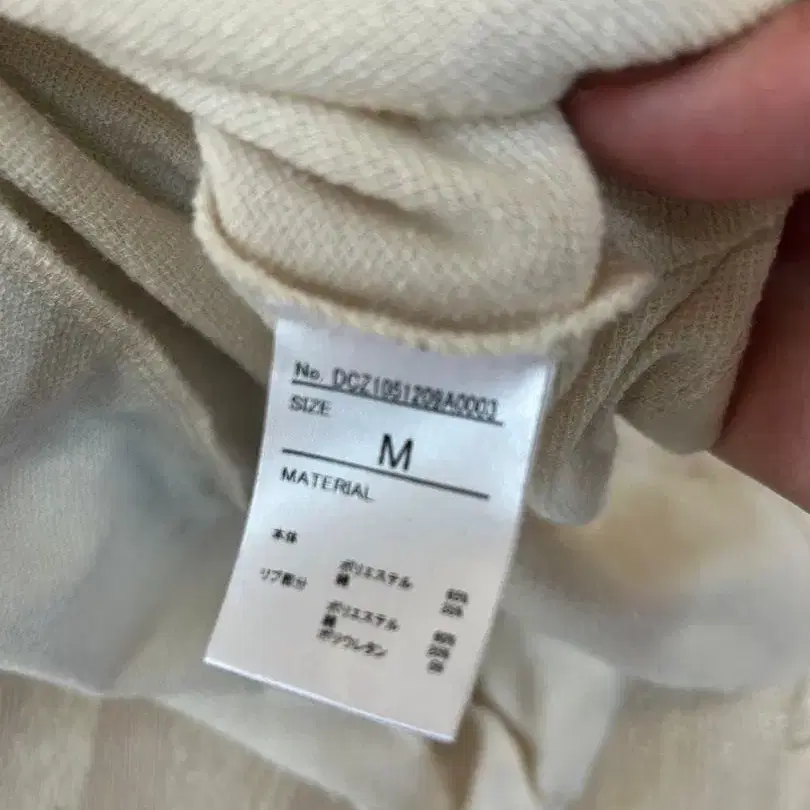 No. DCZ1051209A0003
SIZE
M
MATERIAL
本体
ポリエステル
綿
リブ部分
ポリエステル
綿
ポリウレタン